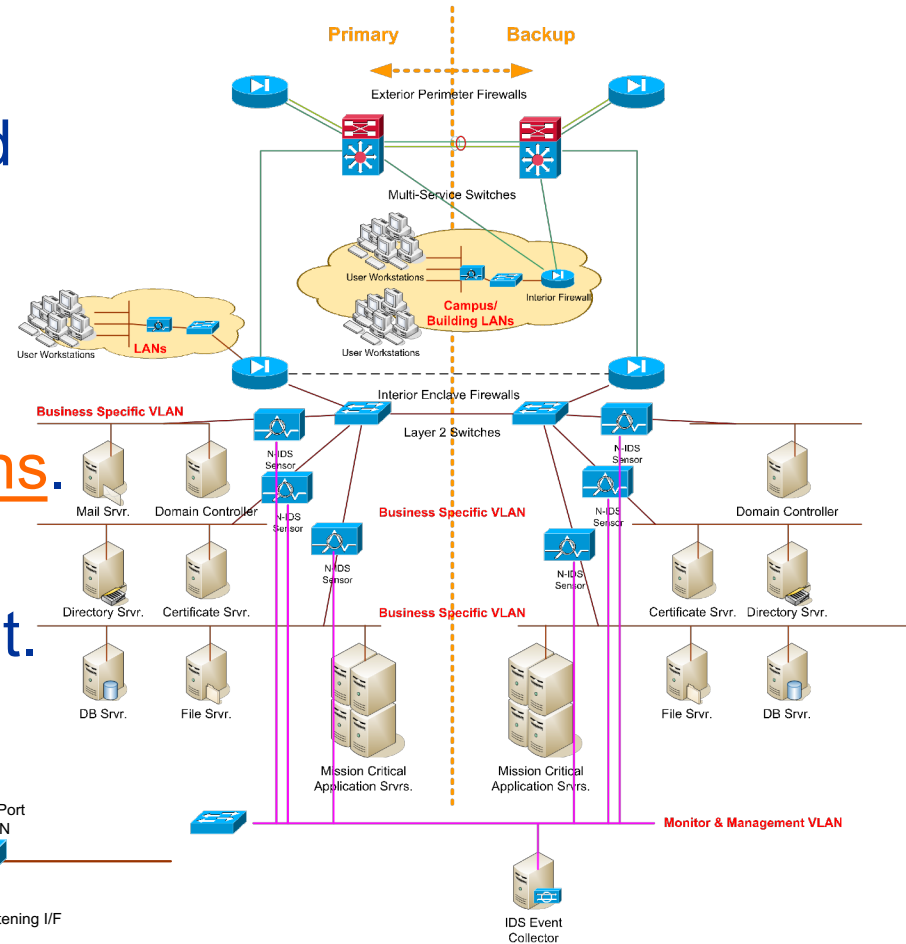 Primary
Backup
Exterior Perimeter Firewalls
d
Multi-Service Switches
User Workstations
Interior Firewall
Campus/
Building LANs
User Workstations
User Workstations
LANs
Interior Enclave Firewalls
Business Specific VLAN
Layer 2 Switches
N-IDS
Sensor
N-IDS
Sensor
ns.
Mail Srvr.
Domain Controller
N-IDS
Sensor
Business Specific VLAN
N-IDS
Sensor
Domain Controller
N-IDS
Sensor
N-IDS
Sensor
Directory Srvr.
Certificate Srvr.
Business Specific VLAN
Certificate Srvr.
Directory Srvr.
t.
DB Srvr.
File Srvr.
File Srvr.
DB Srvr.
Mission Critical
Application Srvrs.
Mission Critical
Application Srvrs.
Port
N
Monitor & Management VLAN
tening I/F
IDS Event
Collector